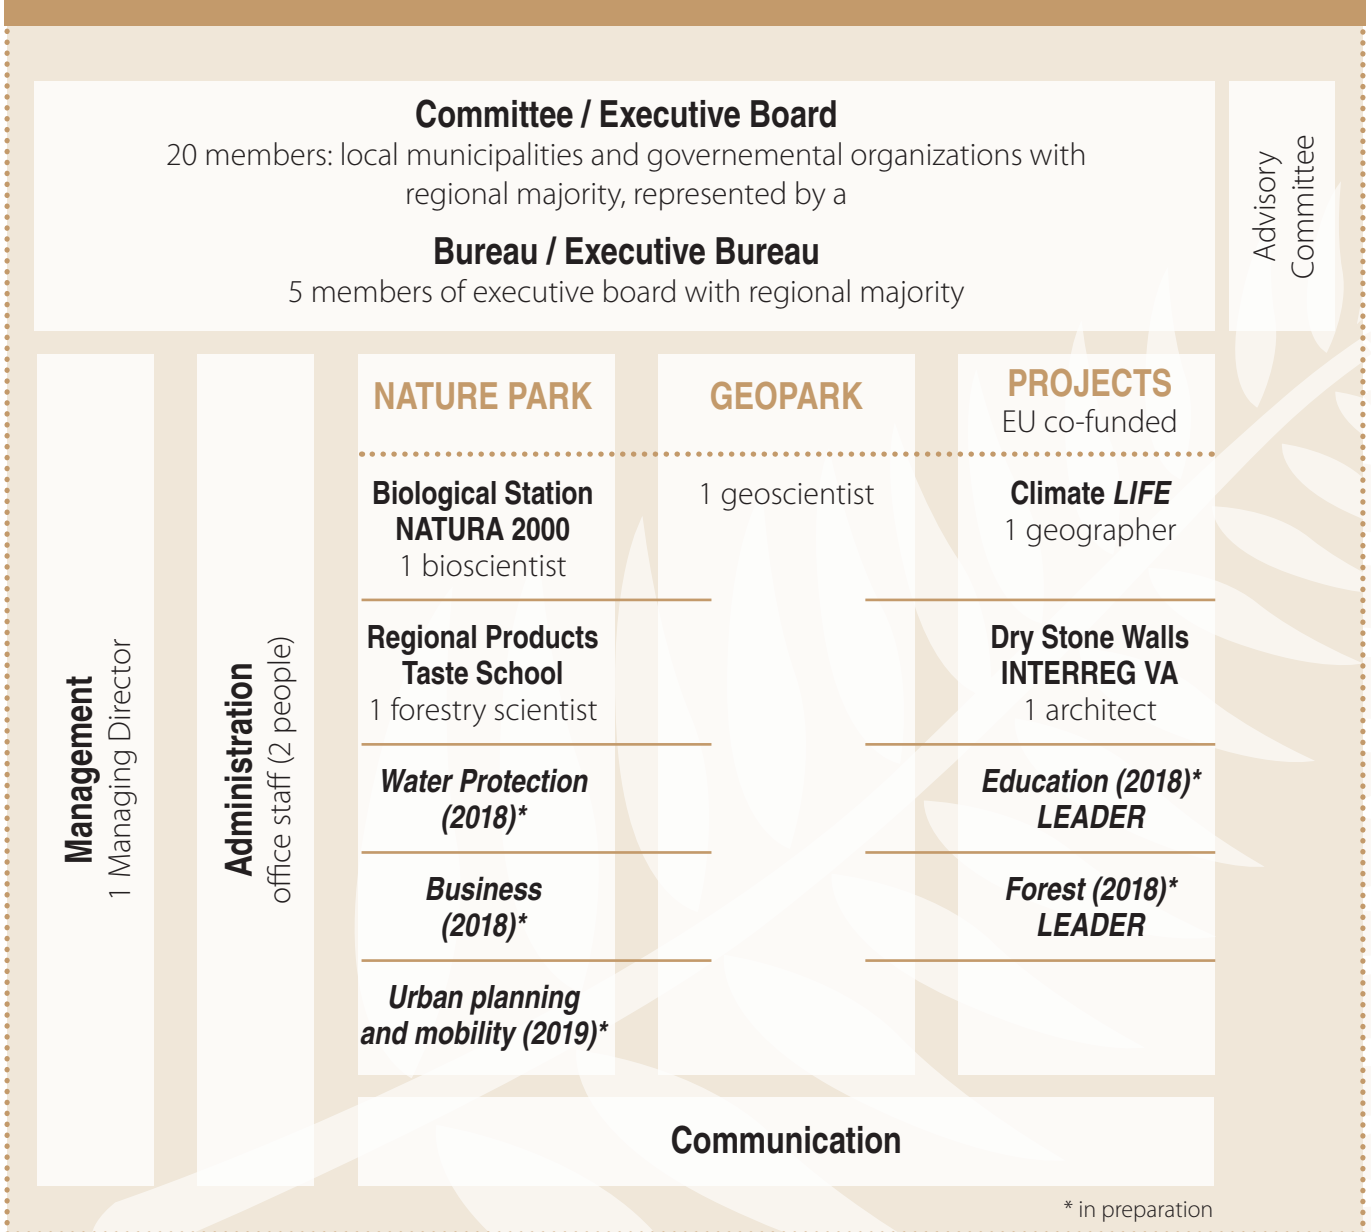 Committee / Executive Board
20 members: local municipalities and governemental organizations with
regional majority, represented by a
Bureau / Executive Bureau
5 members of executive board with regional majority
Advisory
Committee
Management
1 Managing Director
Administration
office staff (2 people)
NATURE PARK
Biological Station
NATURA 2000
1 bioscientist
Regional Products
Taste School
1 forestry scientist
Water Protection
(2018)*
Business
(2018)*
Urban planning
and mobility (2019)*
GEOPARK
1 geoscientist
PROJECTS
EU co-funded
Climate LIFE
1 geographer
Dry Stone Walls
INTERREG VA
1 architect
Education (2018)*
LEADER
Forest (2018)*
LEADER
Communication
* in preparation